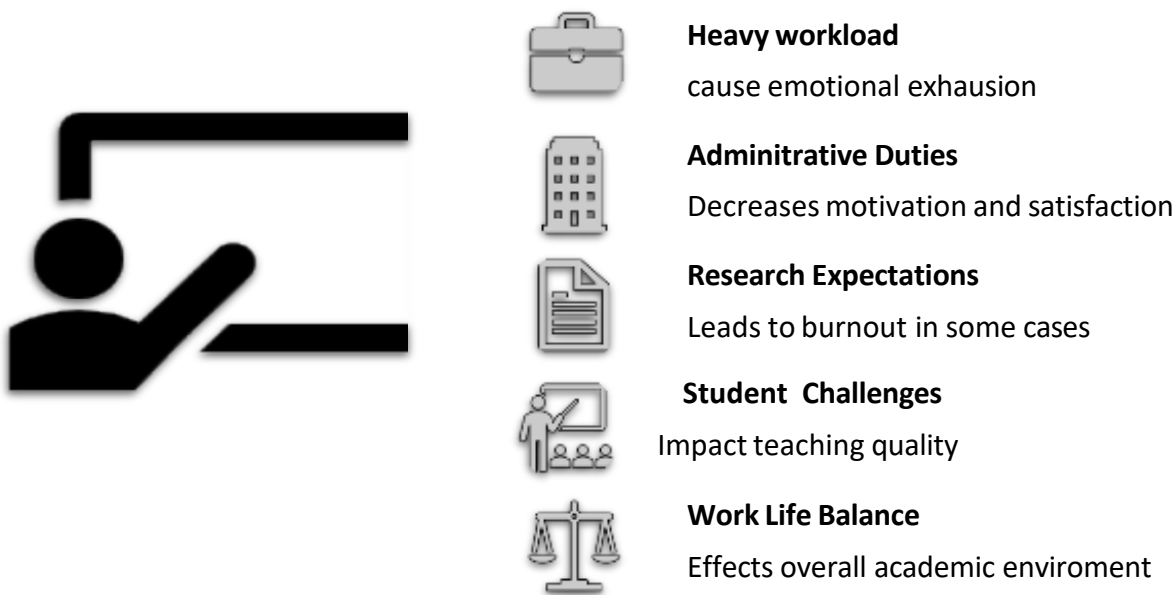 Heavy workload
cause emotional exhausion
Adminitrative Duties
Decreases motivation and satisfaction
Research Expectations
Leads to burnout in some cases
Student  Challenges
Impact teaching quality
Work Life Balance
Effects overall academic enviroment